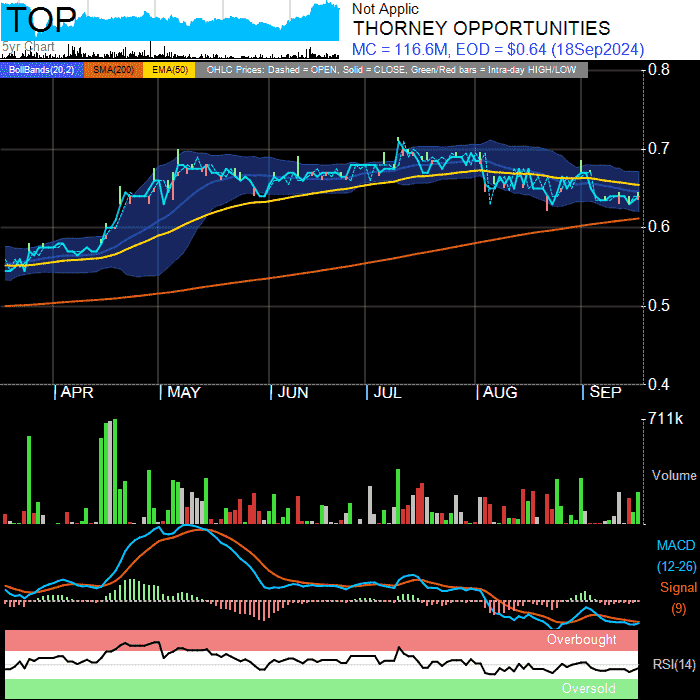 TOP
5yr Chart
Not Applic
THORNEY OPPORTUNITIES
MC = 116.6M, EOD = $0.64 (18Sep2024)
BollBands(20,2) SMA(200) EMA(50) OHLC Prices: Dashed = OPEN, Solid = CLOSE, Green/Red bars = Intra-day HIGH/LOW
0.8
0.7
0.6
0.5
0.4
APR MAY JUN JUL AUG SEP
711k
Volume
MACD
(12-26)
Signal
(9)
Overbought
RSI(14)
Oversold